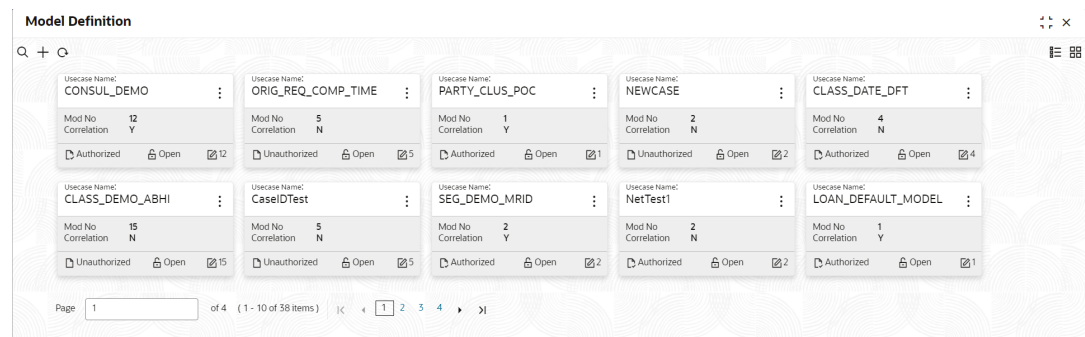 Model Definition
Usecase Name:
CONSUL_DEMO
Mod No 12
Correlation Y
Authorized Open 12
Usecase Name:
ORIG_REQ_COMP_TIME
Mod No 5
Correlation N
Unauthorized Open 5
Usecase Name:
PARTY_CLUS_POC
Mod No 1
Correlation Y
Authorized Open 1
Usecase Name:
NEWCASE
Mod No 2
Correlation N
Unauthorized Open 2
Usecase Name:
CLASS_DATE_DFT
Mod No 4
Correlation N
Authorized Open 4
Usecase Name:
CLASS_DEMO_ABHI
Mod No 15
Correlation N
Unauthorized Open 15
Usecase Name:
CaseIDTest
Mod No 5
Correlation N
Unauthorized Open 5
Usecase Name:
SEG_DEMO_MRID
Mod No 2
Correlation Y
Authorized Open 2
Usecase Name:
NetTest1
Mod No 2
Correlation N
Authorized Open 2
Usecase Name:
LOAN_DEFAULT_MODEL
Mod No 1
Correlation Y
Authorized Open 1
Page 1 of 4 ( 1 - 10 of 38 items ) 1 2 3 4